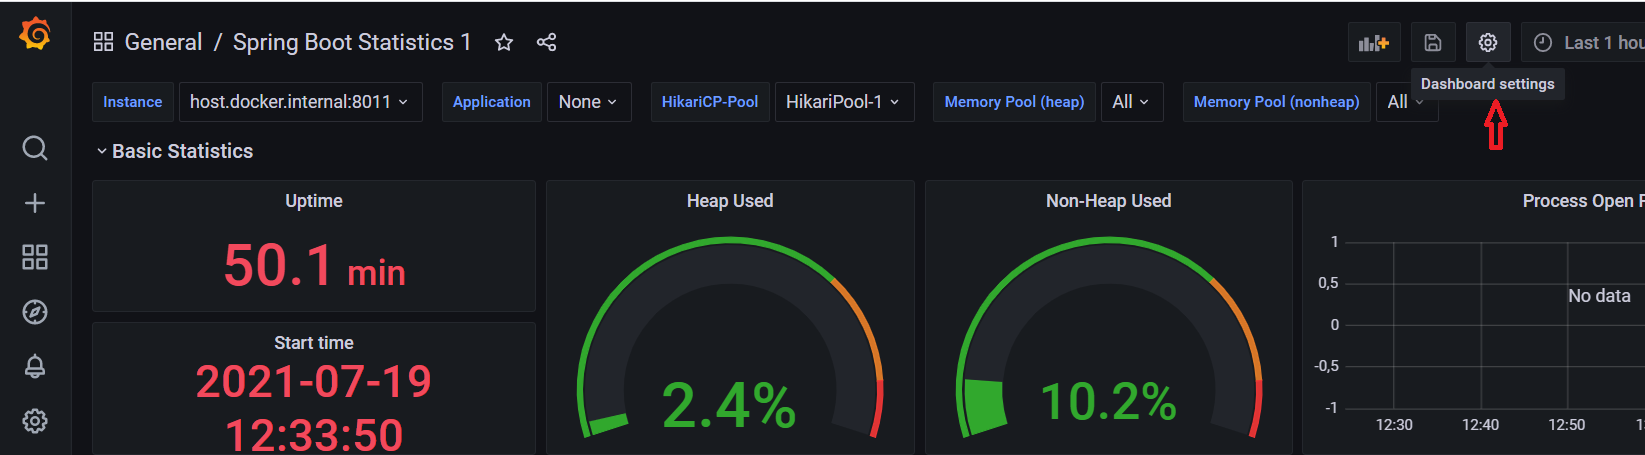 General / Spring Boot Statistics 1
Last 1 hou
Dashboard settings
Instance host.docker.internal:8011 Application None HikariCP-Pool HikariPool-1 Memory Pool (heap) All Memory Pool (nonheap) All
Basic Statistics
Uptime
50.1 min
Start time
2021-07-19
12:33:50
Heap Used
2.4%
Non-Heap Used
10.2%
Process Open F
1
0,5
0
-0,5
-1
No data
12:30 12:40 12:50